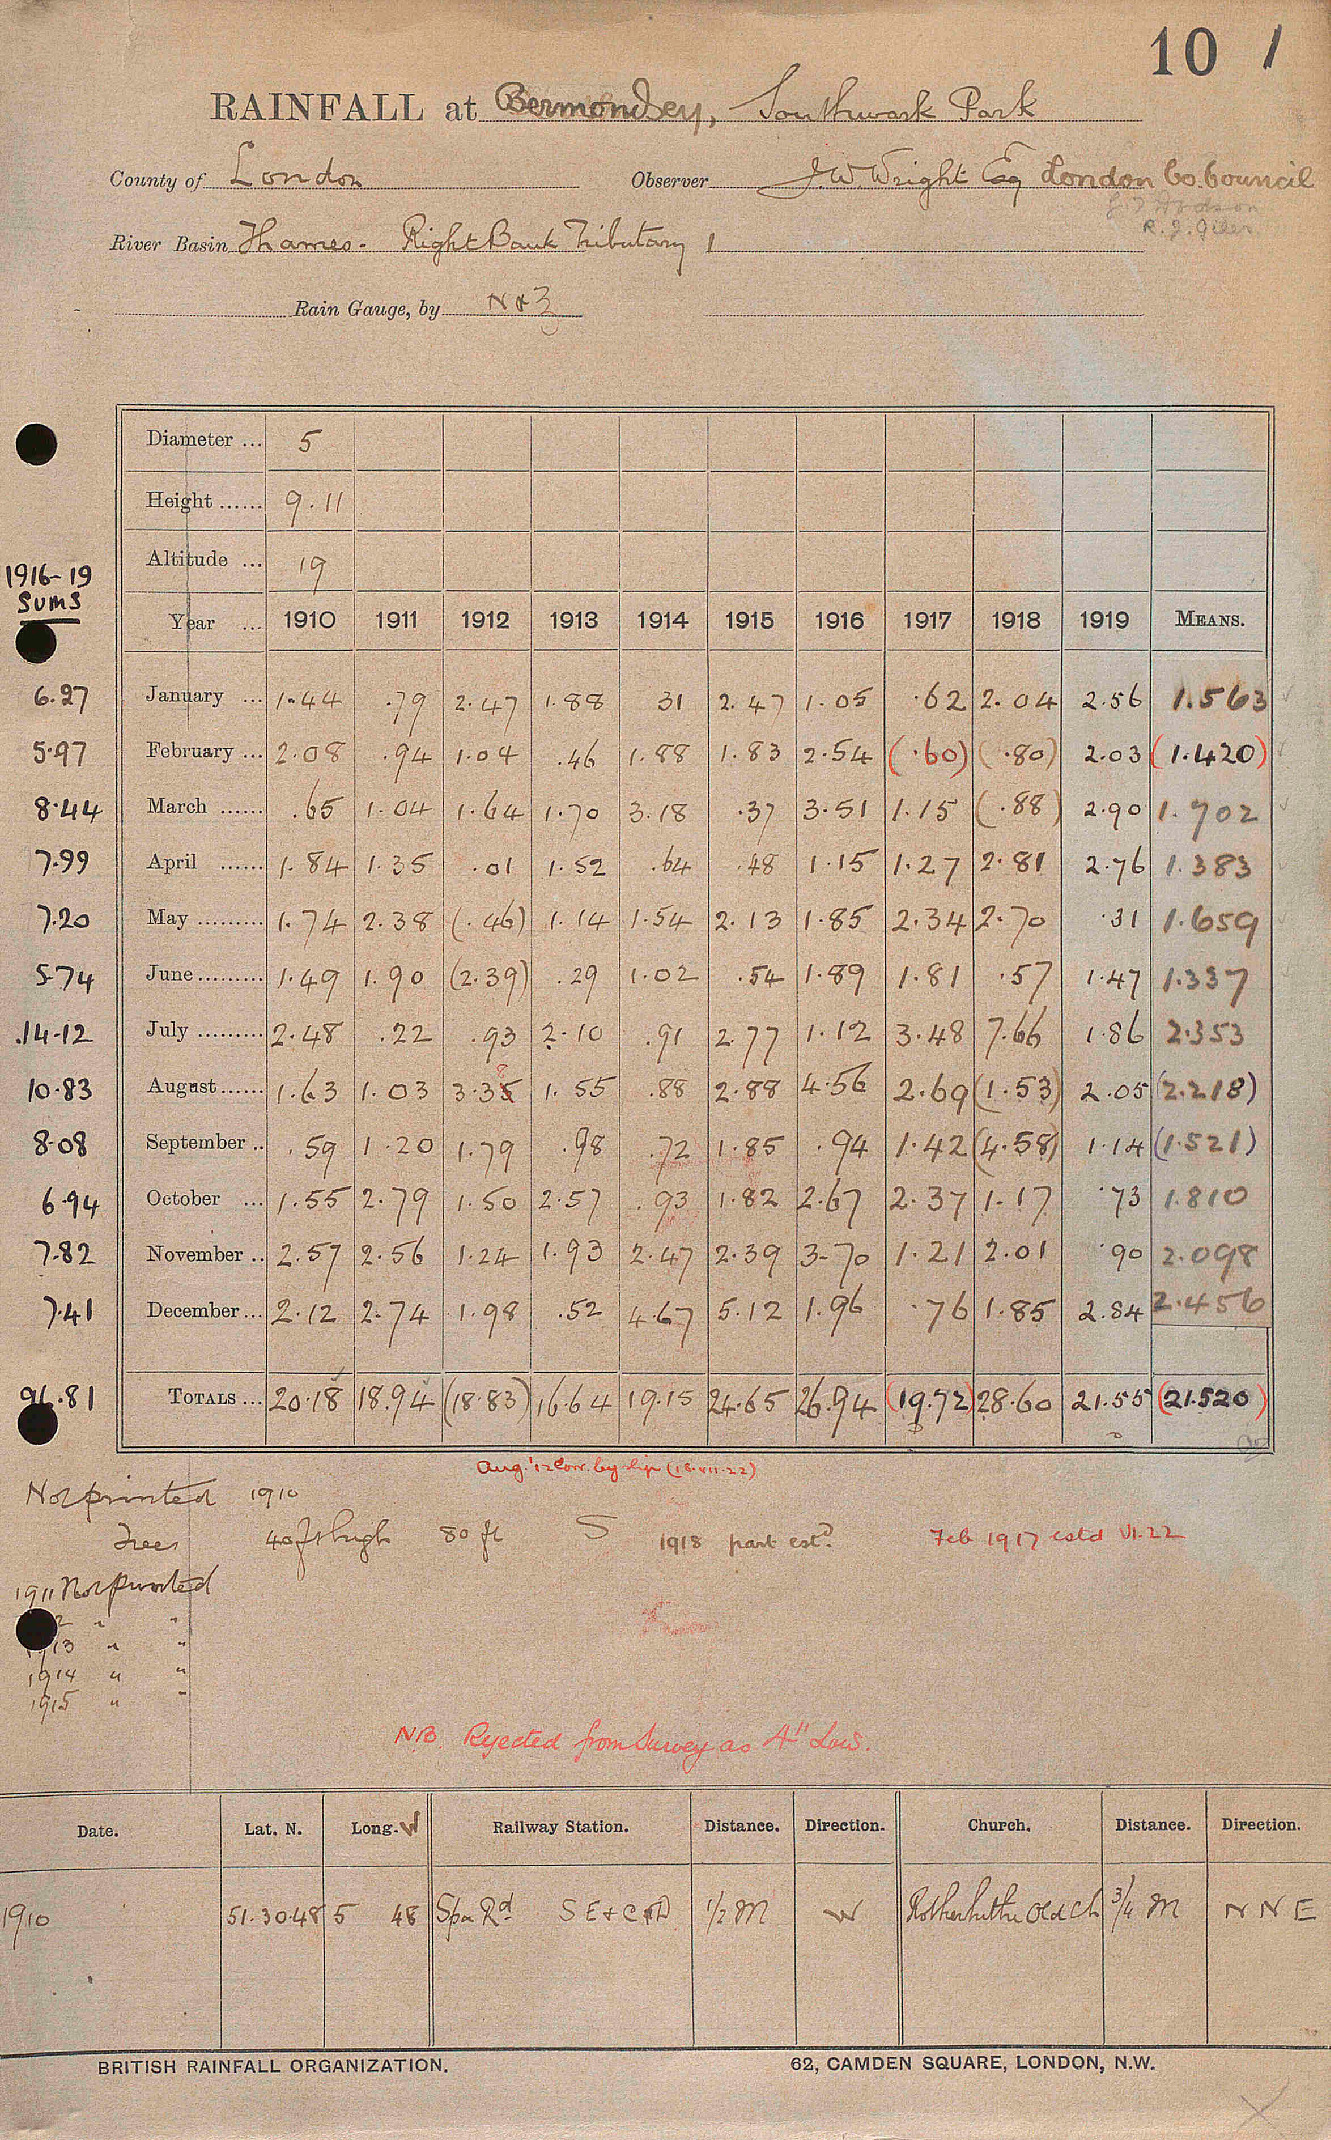 10 1
RAINFALL at Bermondsey, Southwark Park
County of London Observer J.W. Wright Esq London Co. Council
River Basin Thames. Right Bank Tributary 1 R. J. Giles
Rain Gauge, by N & Z
Diameter ... 5
Height ...... 9.11
Altitude ... 19
1916-19
Sums
Year ... 1910 1911 1912 1913 1914 1915 1916 1917 1918 1919 MEANS.
6.27 January ... 1.44 .79 2.47 1.88 31 2.47 1.05 .62 2.04 2.56 1.563
5.97 February ... 2.08 .94 1.04 .46 1.88 1.83 2.54 (.60) (.80) 2.03 (1.420)
8.44 March ...... .65 1.04 1.64 1.70 3.18 .37 3.51 1.15 (.88) 2.90 1.702
7.99 April ...... 1.84 1.35 .01 1.52 .64 .48 1.15 1.27 2.81 2.76 1.383
7.20 May ......... 1.74 2.38 (.46) 1.14 1.54 2.13 1.85 2.34 2.70 .31 1.659
5.74 June ......... 1.49 1.90 (2.39) .29 1.02 .54 1.89 1.81 .57 1.47 1.337
14.12 July ......... 2.48 .22 .93 2.10 .91 2.77 1.12 3.48 7.66 1.86 2.353
10.83 August ...... 1.63 1.03 3.35 8 1.55 .88 2.88 4.56 2.69 (1.53) 2.05 (2.218)
8.08 September .. .59 1.20 1.79 .98 .72 1.85 .94 1.42 (4.58) 1.14 (1.521)
6.94 October ... 1.55 2.79 1.50 2.57 .93 1.82 2.67 2.37 1.17 .73 1.810
7.82 November .. 2.57 2.56 1.24 1.93 2.47 2.39 3.70 1.21 2.01 .90 2.098
7.41 December ... 2.12 2.74 1.98 .52 4.67 5.12 1.96 .76 1.85 2.84 2.456
96.81 TOTALS ... 20.18 18.94 (18.83) 16.64 19.15 24.65 26.94 (19.72) 28.60 21.55 (21.520)
Aug. '12 Corr. by slip (18.VII.22)
Not printed 1910
Trees 40ft high 80 ft S 1918 part estd. Feb 1917 estd VI.22
1911 Not printed
2 " "
1913 " "
1914 " "
1915 " "
NB. Rejected from Survey as 4" Low.
Date. Lat. N. Long. W Railway Station. Distance. Direction. Church. Distance. Direction.
1910 51.30.48 5 48 Spa Rd. S E & C R 1/2 M W Rotherhithe Old Ch 3/4 M N N E
BRITISH RAINFALL ORGANIZATION. 62, CAMDEN SQUARE, LONDON, N.W.